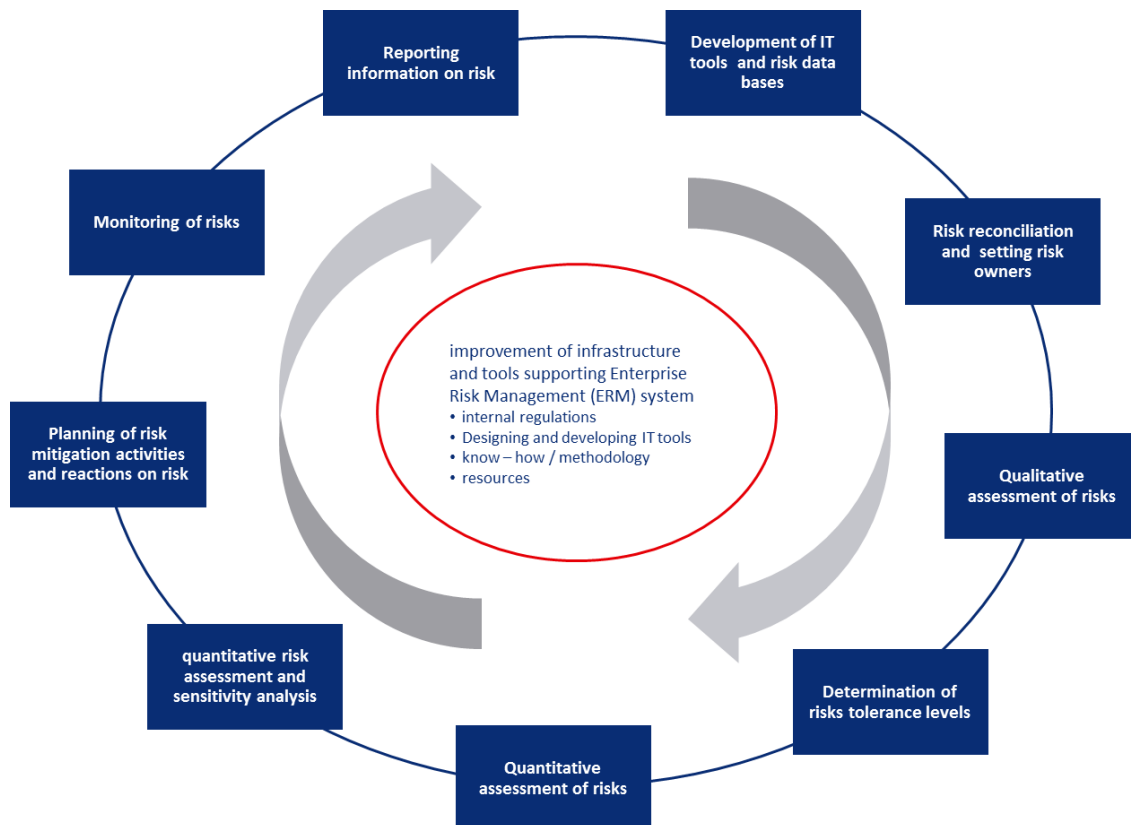 Reporting
information on risk
Development of IT
tools and risk data
bases
Monitoring of risks
Risk reconciliation
and setting risk
owners
improvement of infrastructure
and tools supporting Enterprise
Risk Management (ERM) system
• internal regulations
• Designing and developing IT tools
• know – how / methodology
• resources
Planning of risk
mitigation activities
and reactions on risk
Qualitative
assessment of risks
quantitative risk
assessment and
sensitivity analysis
Determination of
risks tolerance levels
Quantitative
assessment of risks